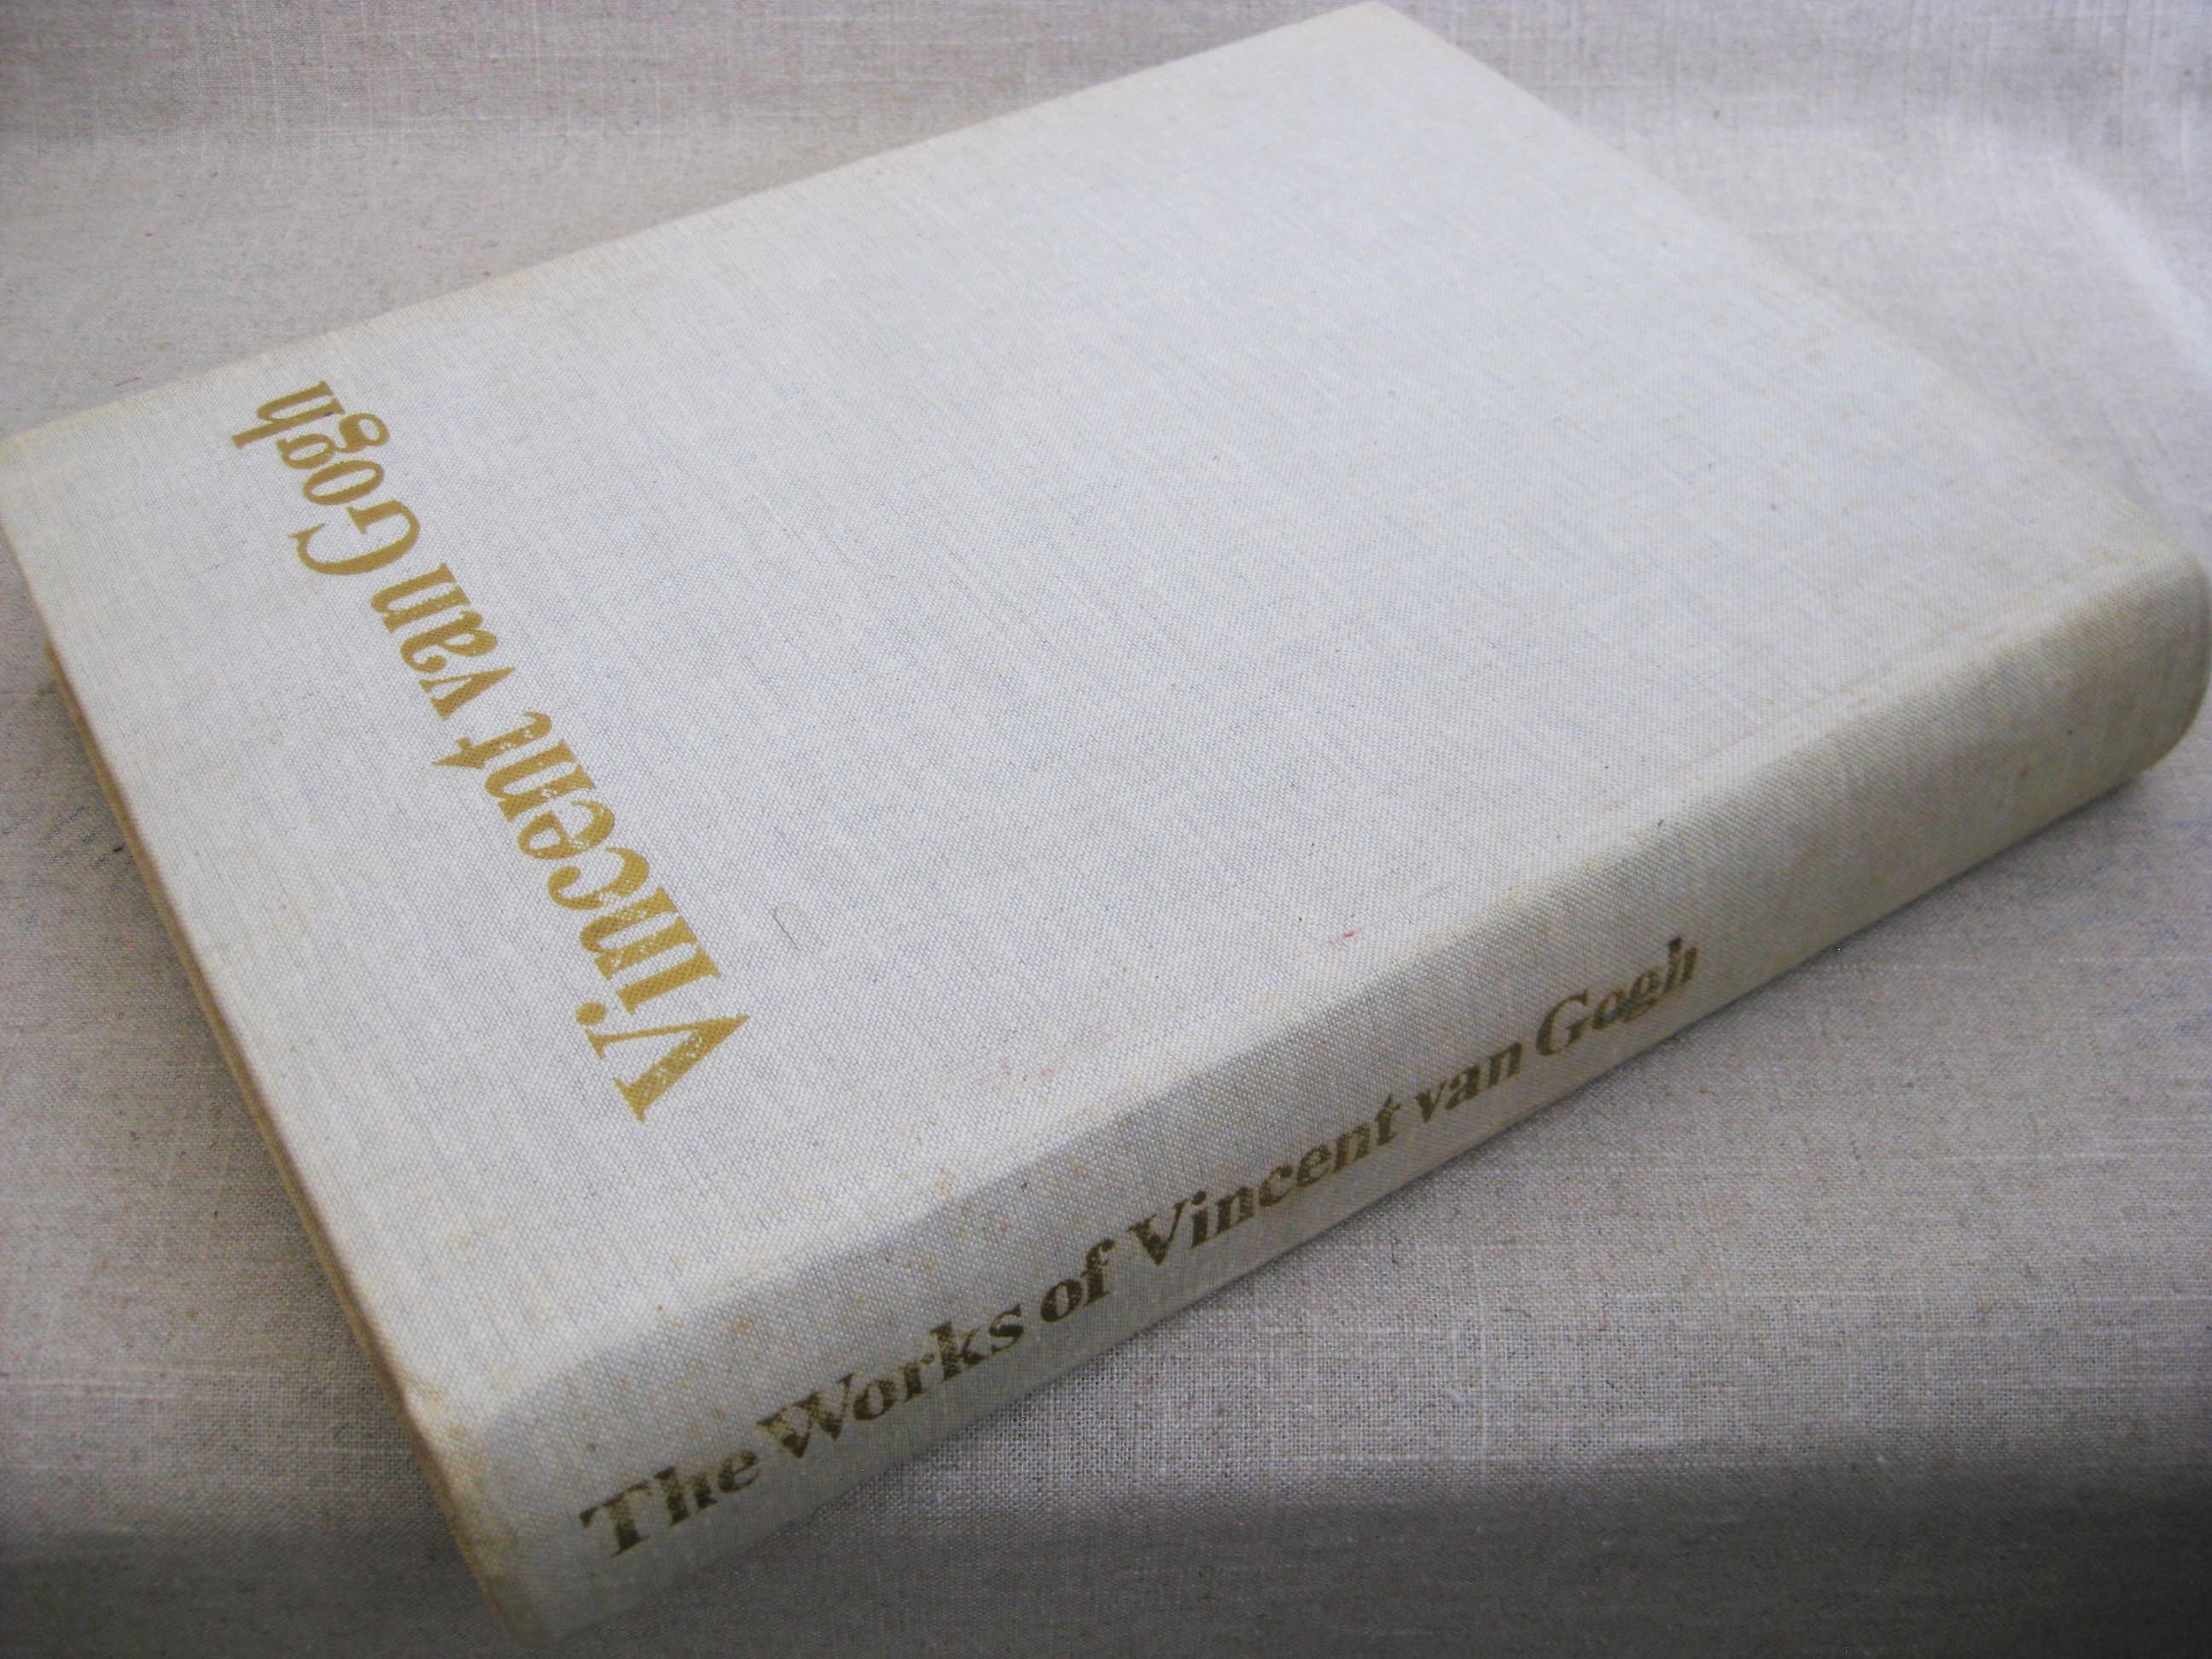 Vincent van Gogh
The Works of Vincent van Gogh